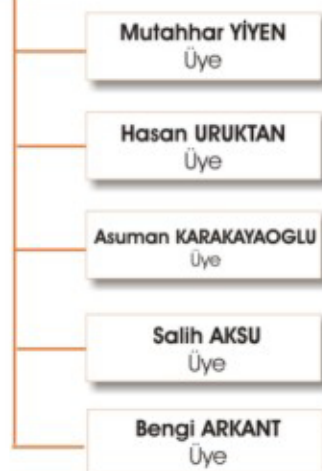 Mutahhar YİYEN
Üye
Hasan URUKTAN
Üye
Asuman KARAKAYAOGLU
Üye
Salih AKSU
Üye
Bengi ARKANT
Üye